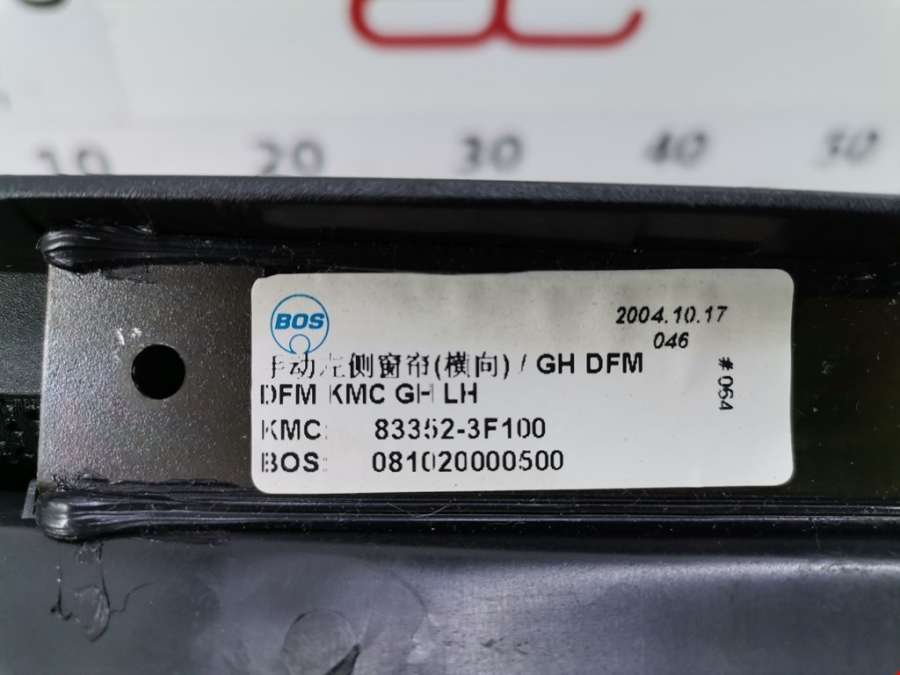 10 20 30 40 50
BOS
2004.10.17
046
手动左侧窗帘(横向) / GH DFM
DFM KMC GH LH
KMC: 83352-3F100
BOS: 081020000500
# 064